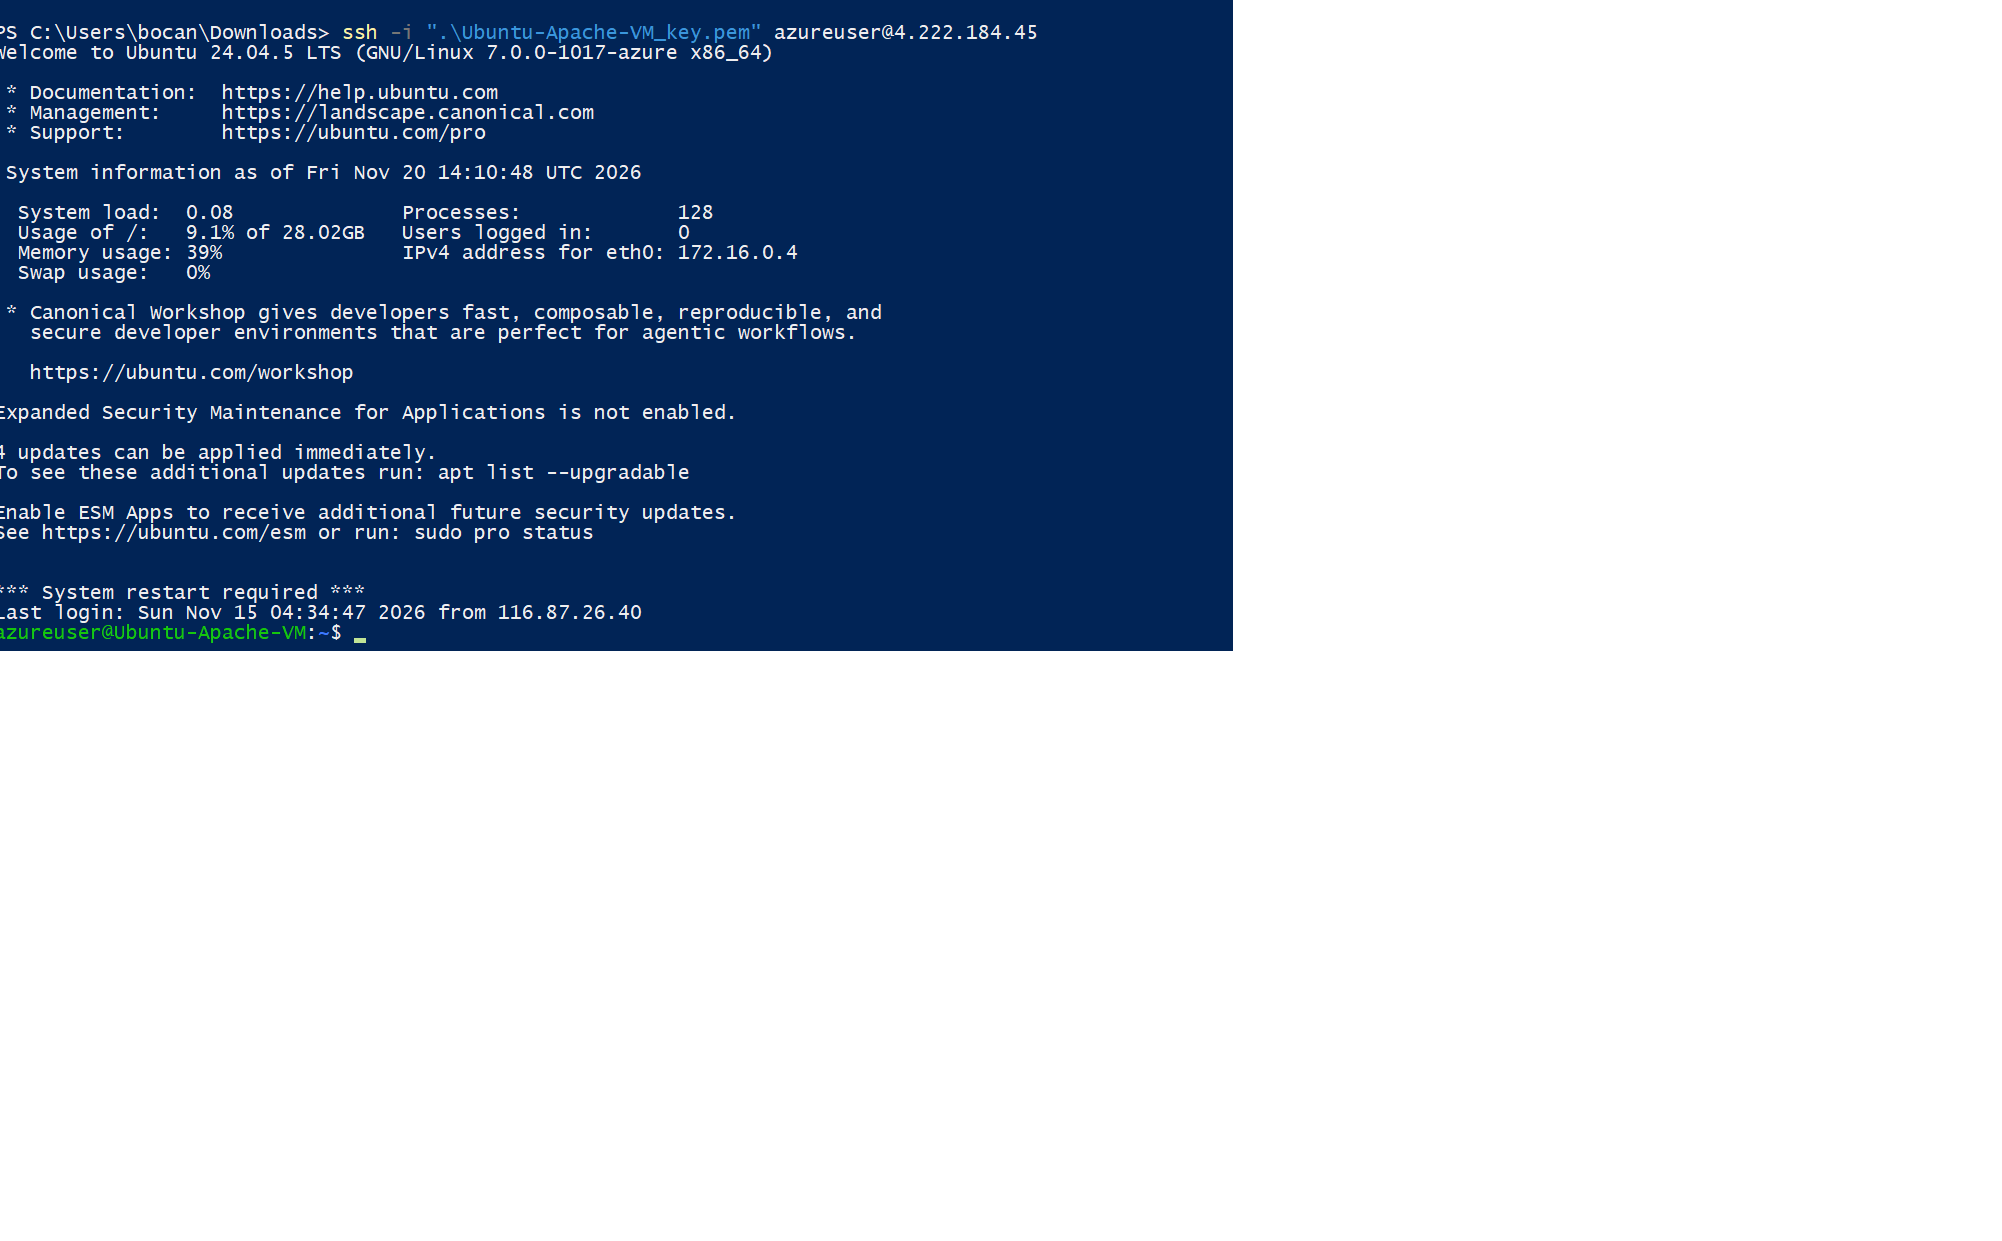 PS C:\Users\bocan\Downloads> ssh -i ".\Ubuntu-Apache-VM_key.pem" azureuser@4.222.184.45
Welcome to Ubuntu 24.04.5 LTS (GNU/Linux 7.0.0-1017-azure x86_64)
* Documentation:  https://help.ubuntu.com
* Management:     https://landscape.canonical.com
* Support:        https://ubuntu.com/pro
System information as of Fri Nov 20 14:10:48 UTC 2026
System load:  0.08              Processes:             128
Usage of /:   9.1% of 28.02GB   Users logged in:       0
Memory usage: 39%               IPv4 address for eth0: 172.16.0.4
Swap usage:   0%
* Canonical Workshop gives developers fast, composable, reproducible, and
secure developer environments that are perfect for agentic workflows.
https://ubuntu.com/workshop
Expanded Security Maintenance for Applications is not enabled.
4 updates can be applied immediately.
To see these additional updates run: apt list --upgradable
Enable ESM Apps to receive additional future security updates.
See https://ubuntu.com/esm or run: sudo pro status
*** System restart required ***
Last login: Sun Nov 15 04:34:47 2026 from 116.87.26.40
azureuser@Ubuntu-Apache-VM:~$